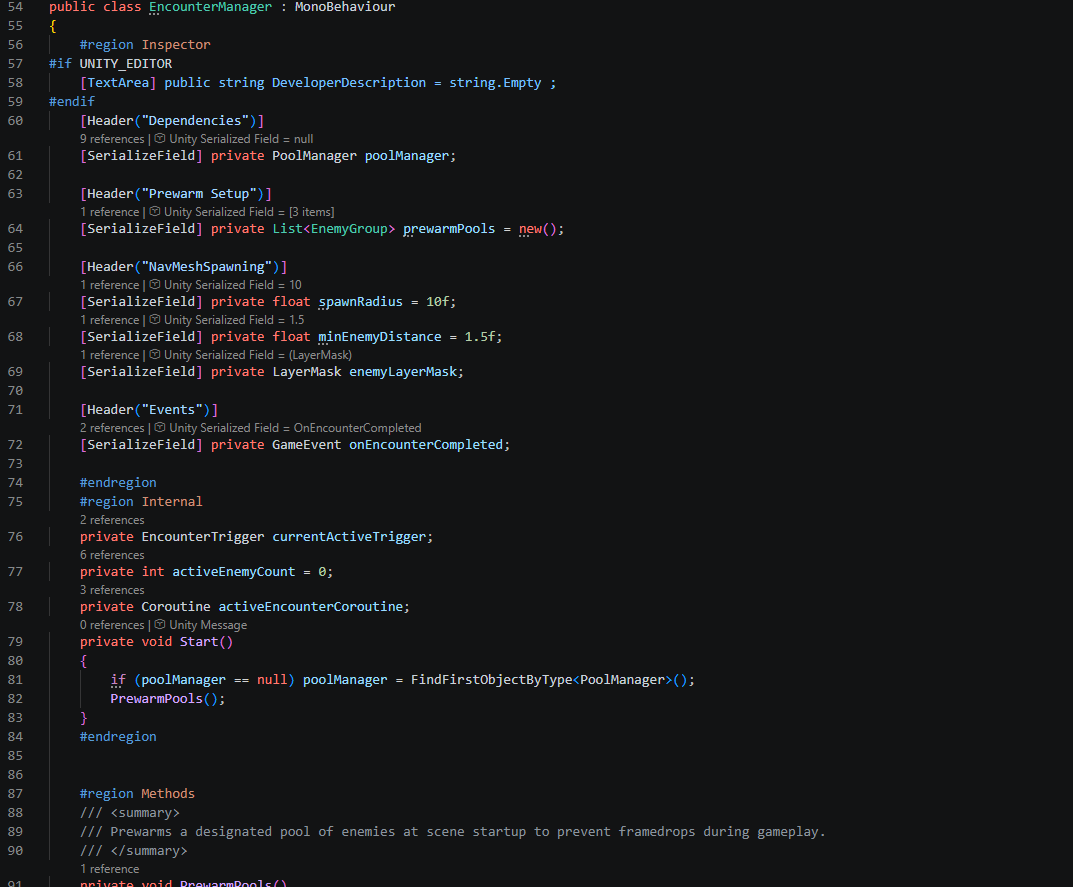 54 public class EncounterManager : MonoBehaviour
55 {
56 #region Inspector
57 #if UNITY_EDITOR
58 [TextArea] public string DeveloperDescription = string.Empty ;
59 #endif
60 [Header("Dependencies")]
9 references | Unity Serialized Field = null
61 [SerializeField] private PoolManager poolManager;
62
63 [Header("Prewarm Setup")]
1 reference | Unity Serialized Field = [3 items]
64 [SerializeField] private List<EnemyGroup> prewarmPools = new();
65
66 [Header("NavMeshSpawning")]
1 reference | Unity Serialized Field = 10
67 [SerializeField] private float spawnRadius = 10f;
1 reference | Unity Serialized Field = 1.5
68 [SerializeField] private float minEnemyDistance = 1.5f;
1 reference | Unity Serialized Field = (LayerMask)
69 [SerializeField] private LayerMask enemyLayerMask;
70
71 [Header("Events")]
2 references | Unity Serialized Field = OnEncounterCompleted
72 [SerializeField] private GameEvent onEncounterCompleted;
73
74 #endregion
75 #region Internal
2 references
76 private EncounterTrigger currentActiveTrigger;
6 references
77 private int activeEnemyCount = 0;
3 references
78 private Coroutine activeEncounterCoroutine;
0 references | Unity Message
79 private void Start()
80 {
81 if (poolManager == null) poolManager = FindFirstObjectByType<PoolManager>();
82 PrewarmPools();
83 }
84 #endregion
85
86
87 #region Methods
88 /// <summary>
89 /// Prewarms a designated pool of enemies at scene startup to prevent framedrops during gameplay.
90 /// </summary>
1 reference
91 private void PrewarmPools()